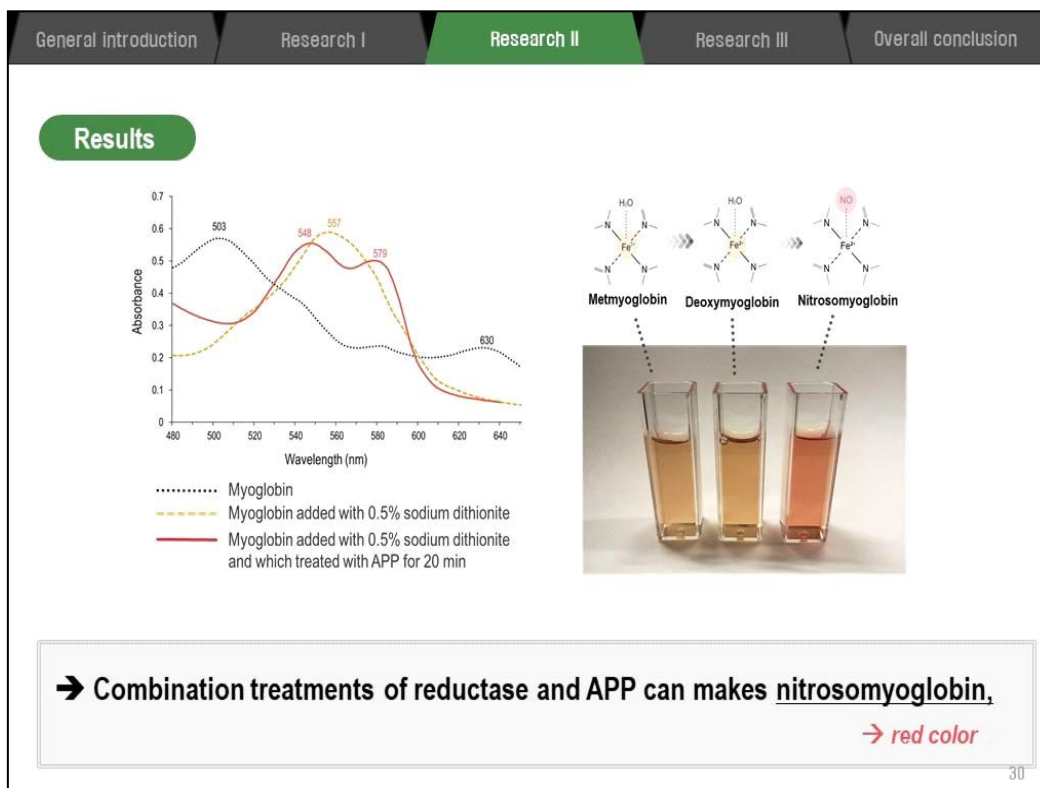 General introduction
Research I
Research II
Research III
Overall conclusion
Results
0.7
0.6
0.5
0.4
0.3
0.2
0.1
0
Absorbance
503
548
557
579
630
480
500
520
540
560
580
600
620
640
Wavelength (nm)
Myoglobin
Myoglobin added with 0.5% sodium dithionite
Myoglobin added with 0.5% sodium dithionite
and which treated with APP for 20 min
H₂O
N
N
N
N
Metmyoglobin
H₂O
N
N
N
N
Deoxymyoglobin
NO
N
N
Fe²⁺
N
N
Nitrosomyoglobin
➔ Combination treatments of reductase and APP can makes nitrosomyoglobin,
→ red color
30